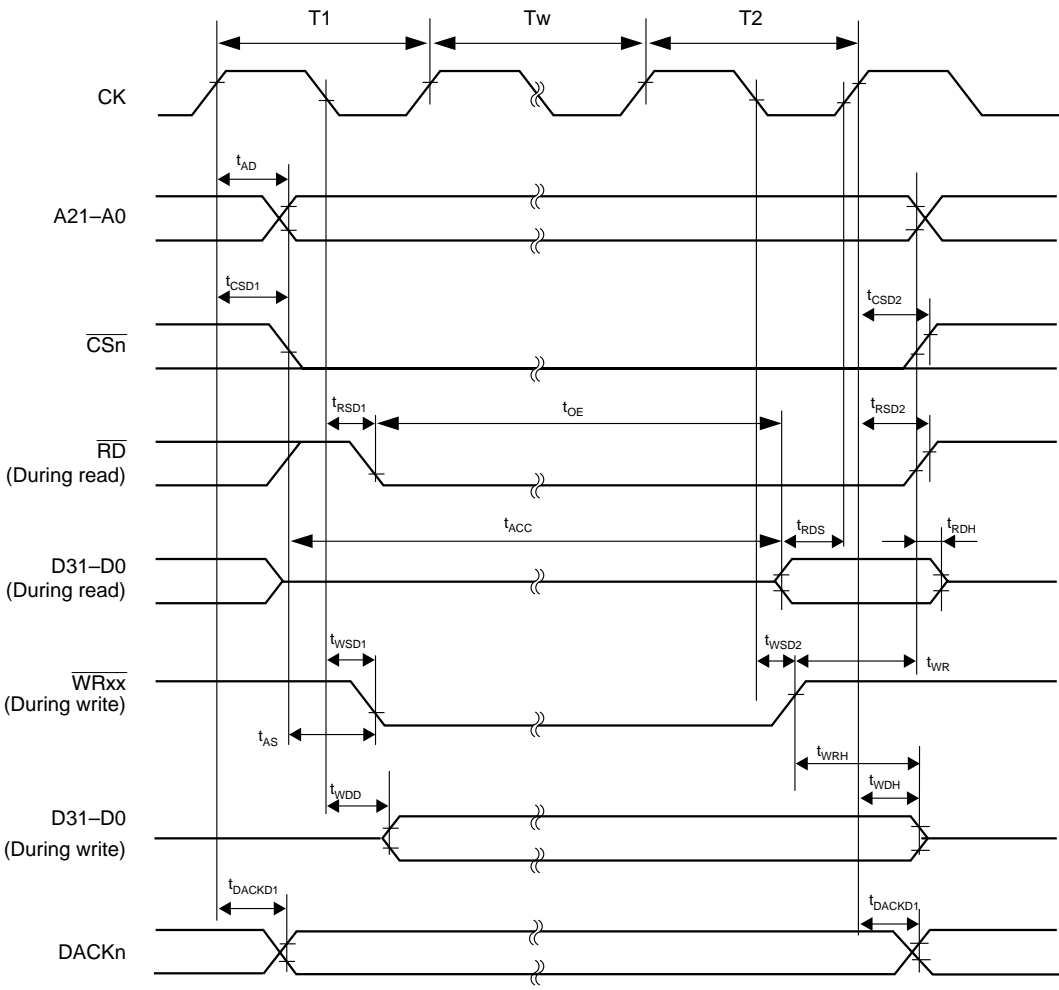 T1 Tw T2
CK
tAD
A21–A0
tCSD1 tCSD2
CSn
tRSD1 tOE tRSD2
RD
(During read)
tACC tRDS tRDH
D31–D0
(During read)
tWSD1 tWSD2
tWR
WRxx
(During write)
tAS
tWRH
tWDD tWDH
D31–D0
(During write)
tDACKD1 tDACKD1
DACKn